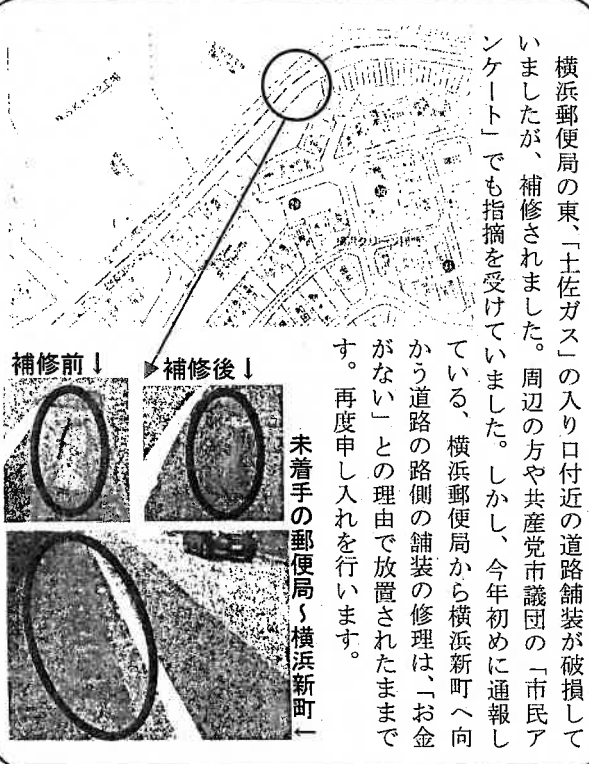 横浜郵便局の東、「土佐ガス」の入り口付近の道路舗装が破損して
いましたが、補修されました。周辺の方や共産党市議団の「市民ア
ンケート」でも指摘を受けていました。しかし、今年初めに通報し
ている、横浜郵便局から横浜新町へ向
かう道路の路側の舗装の修理は、「お金
がない」との理由で放置されたままで
す。再度申し入れを行います。
補修前↓
補修後↓
未着手の郵便局～横浜新町←